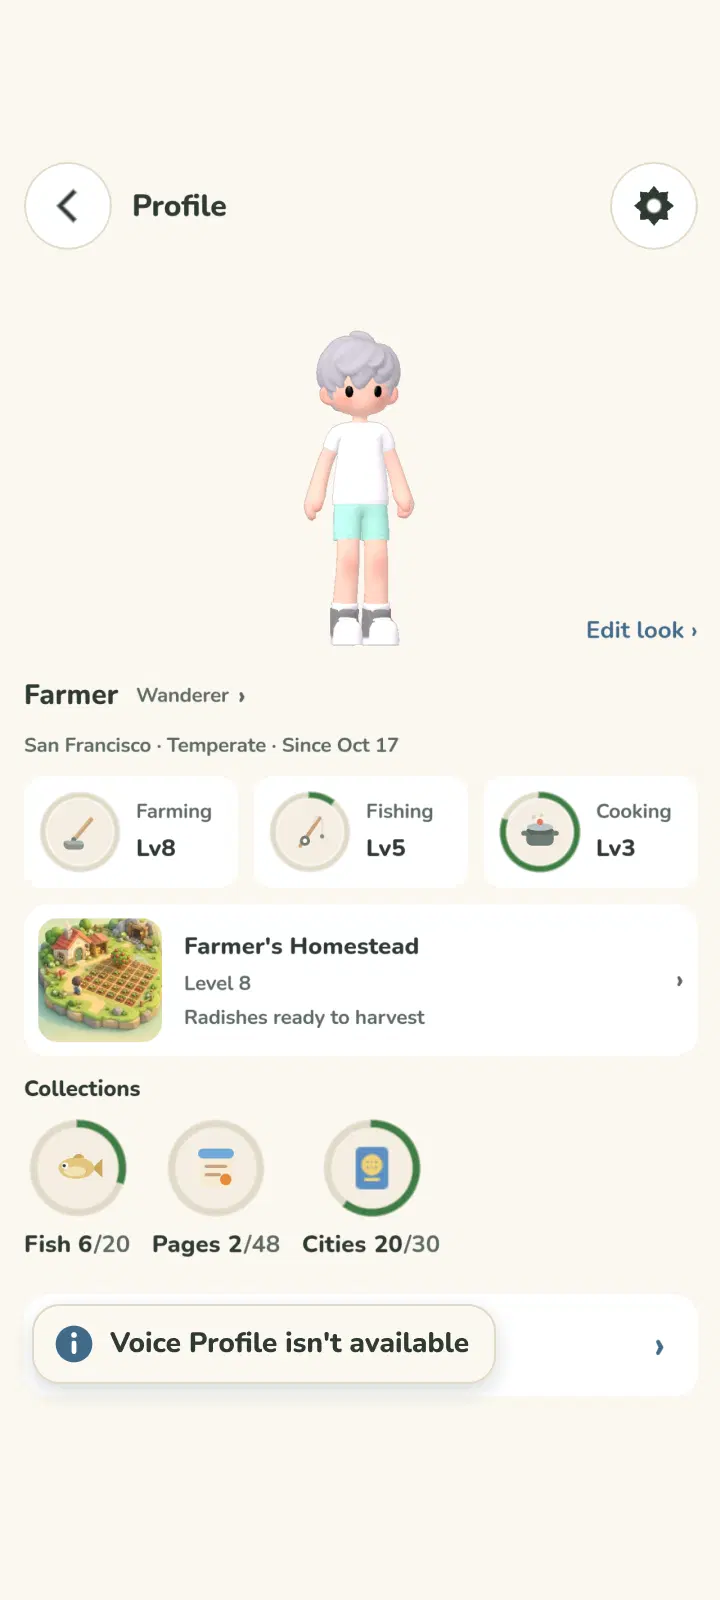 Profile
Edit look ›
Farmer Wanderer ›
San Francisco · Temperate · Since Oct 17
Farming
Lv8
Fishing
Lv5
Cooking
Lv3
Farmer's Homestead
Level 8
Radishes ready to harvest
Collections
Fish 6/20
Pages 2/48
Cities 20/30
Voice Profile isn't available